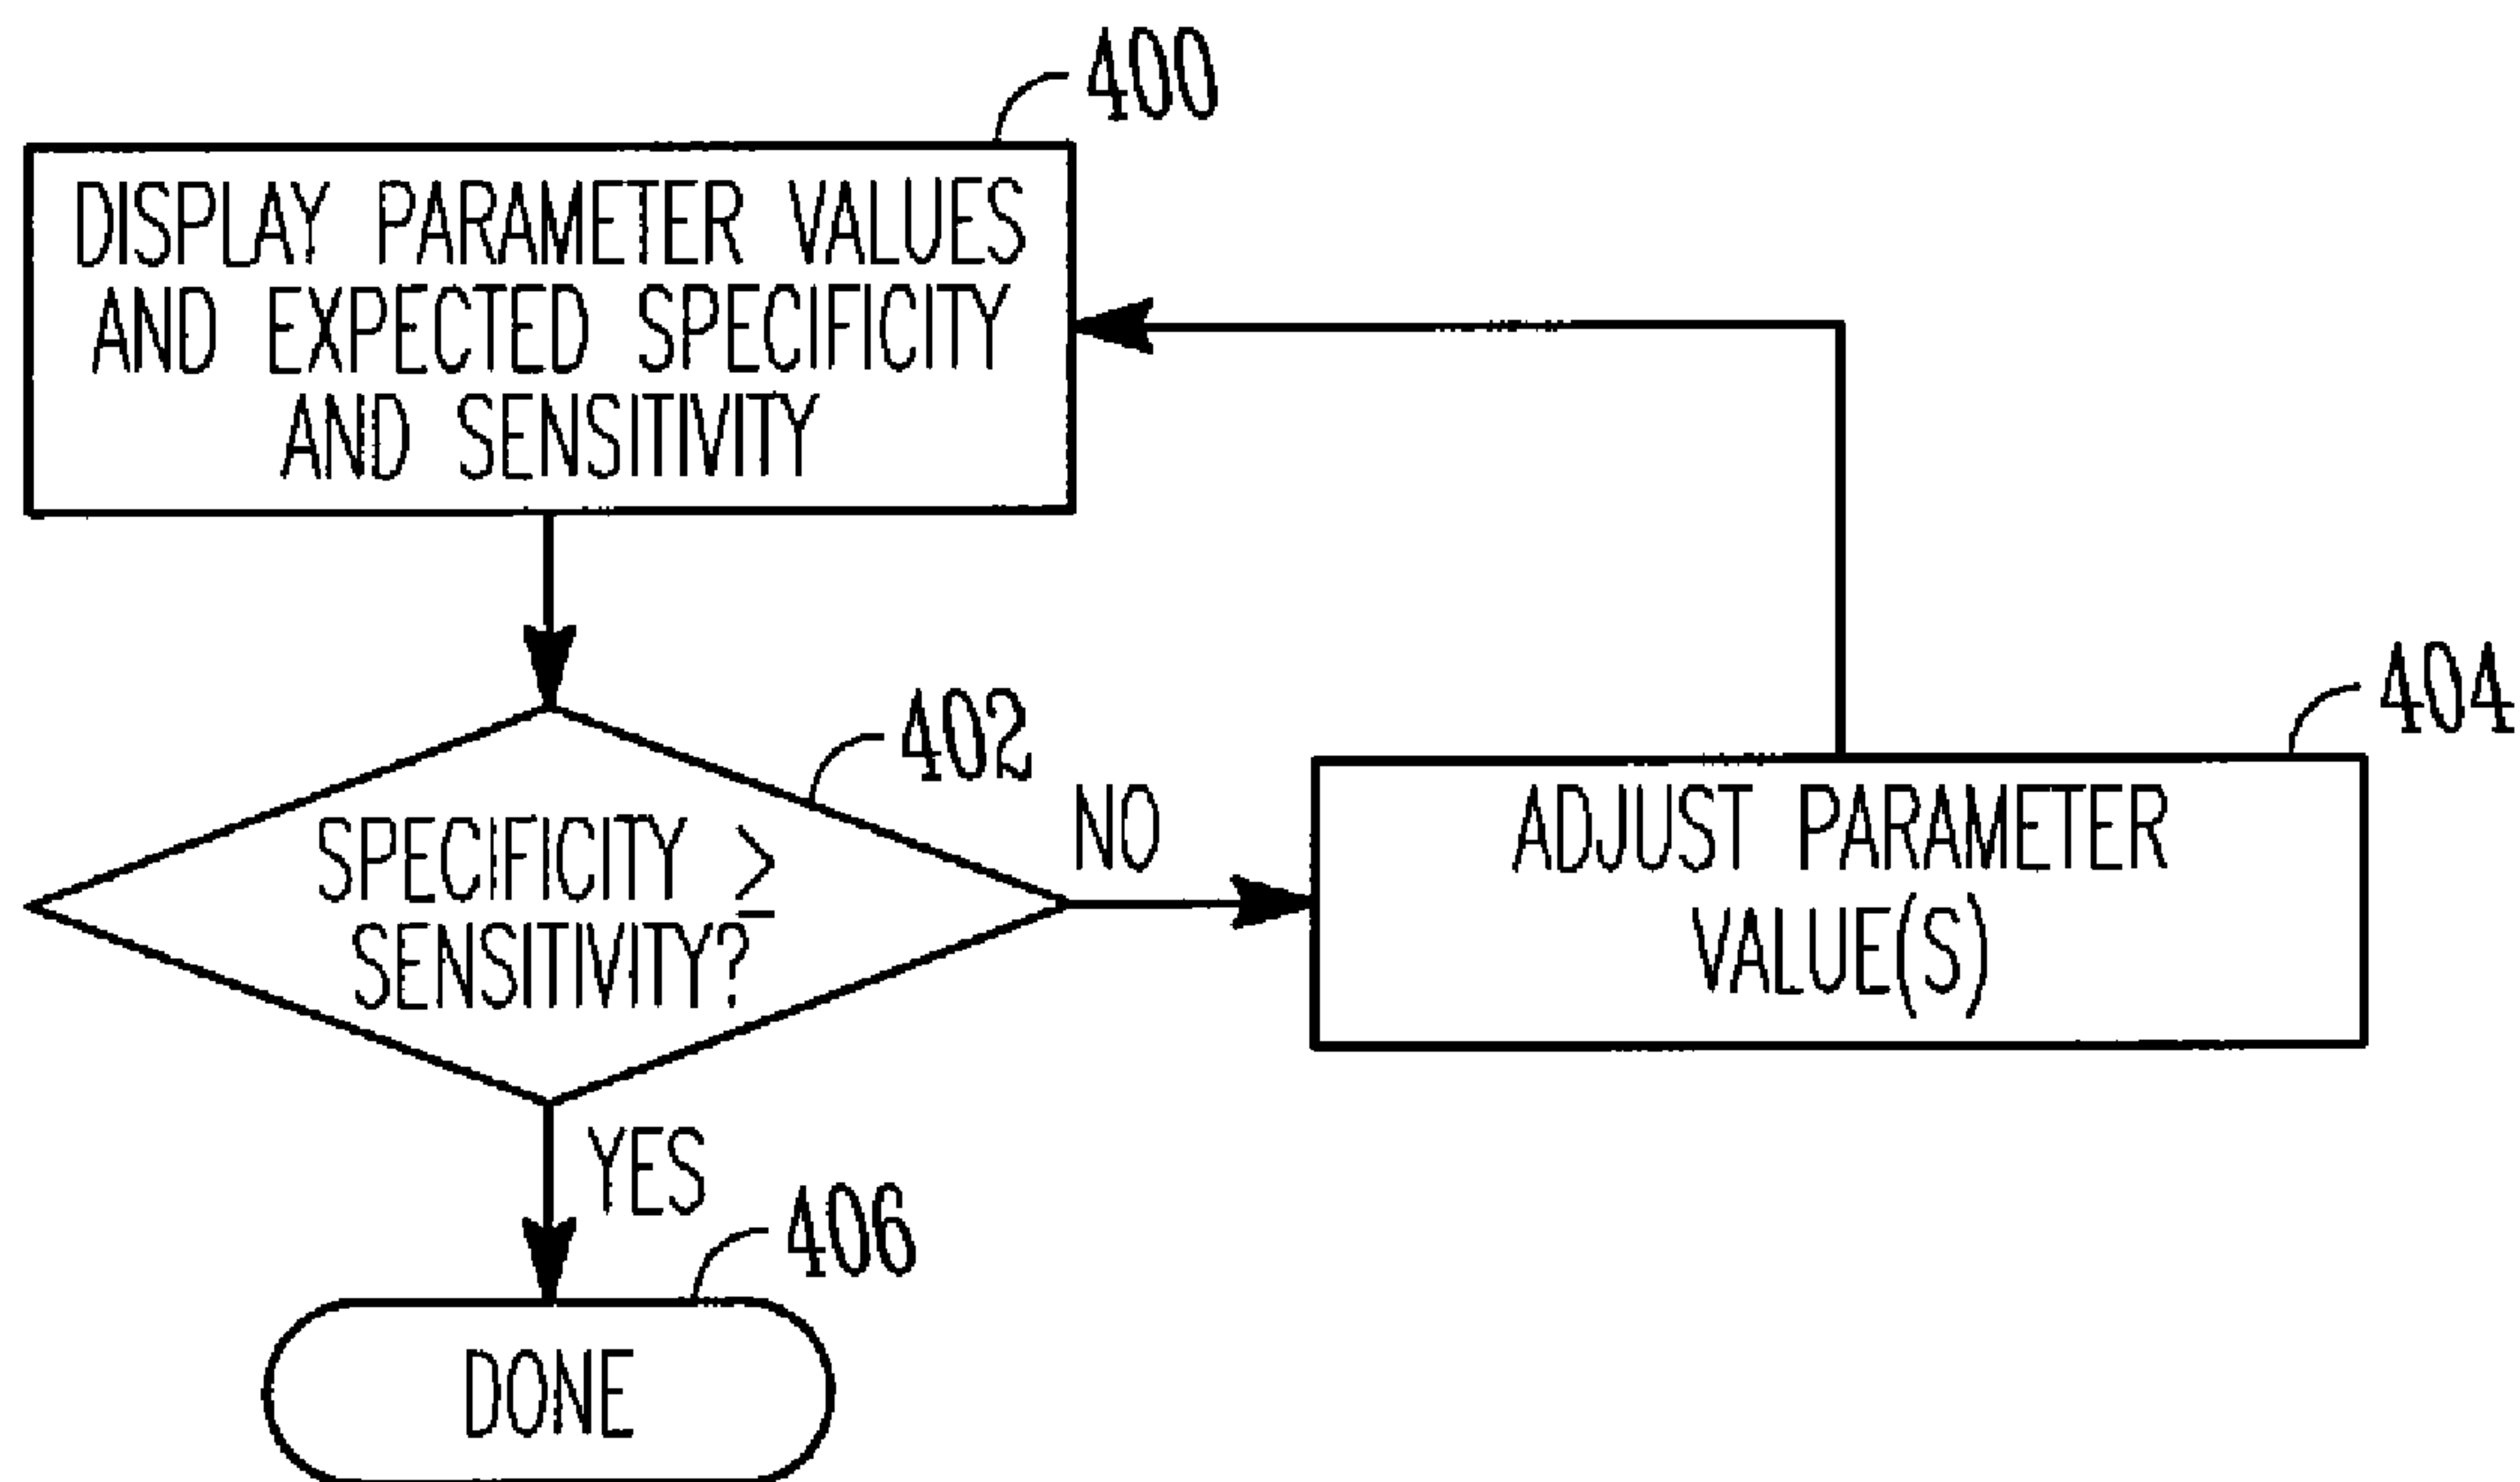 400
DISPLAY PARAMETER VALUES
AND EXPECTED SPECIFICITY
AND SENSITIVITY
402
SPECIFICITY ≥
SENSITIVITY?
NO
404
ADJUST PARAMETER
VALUE(S)
YES
406
DONE